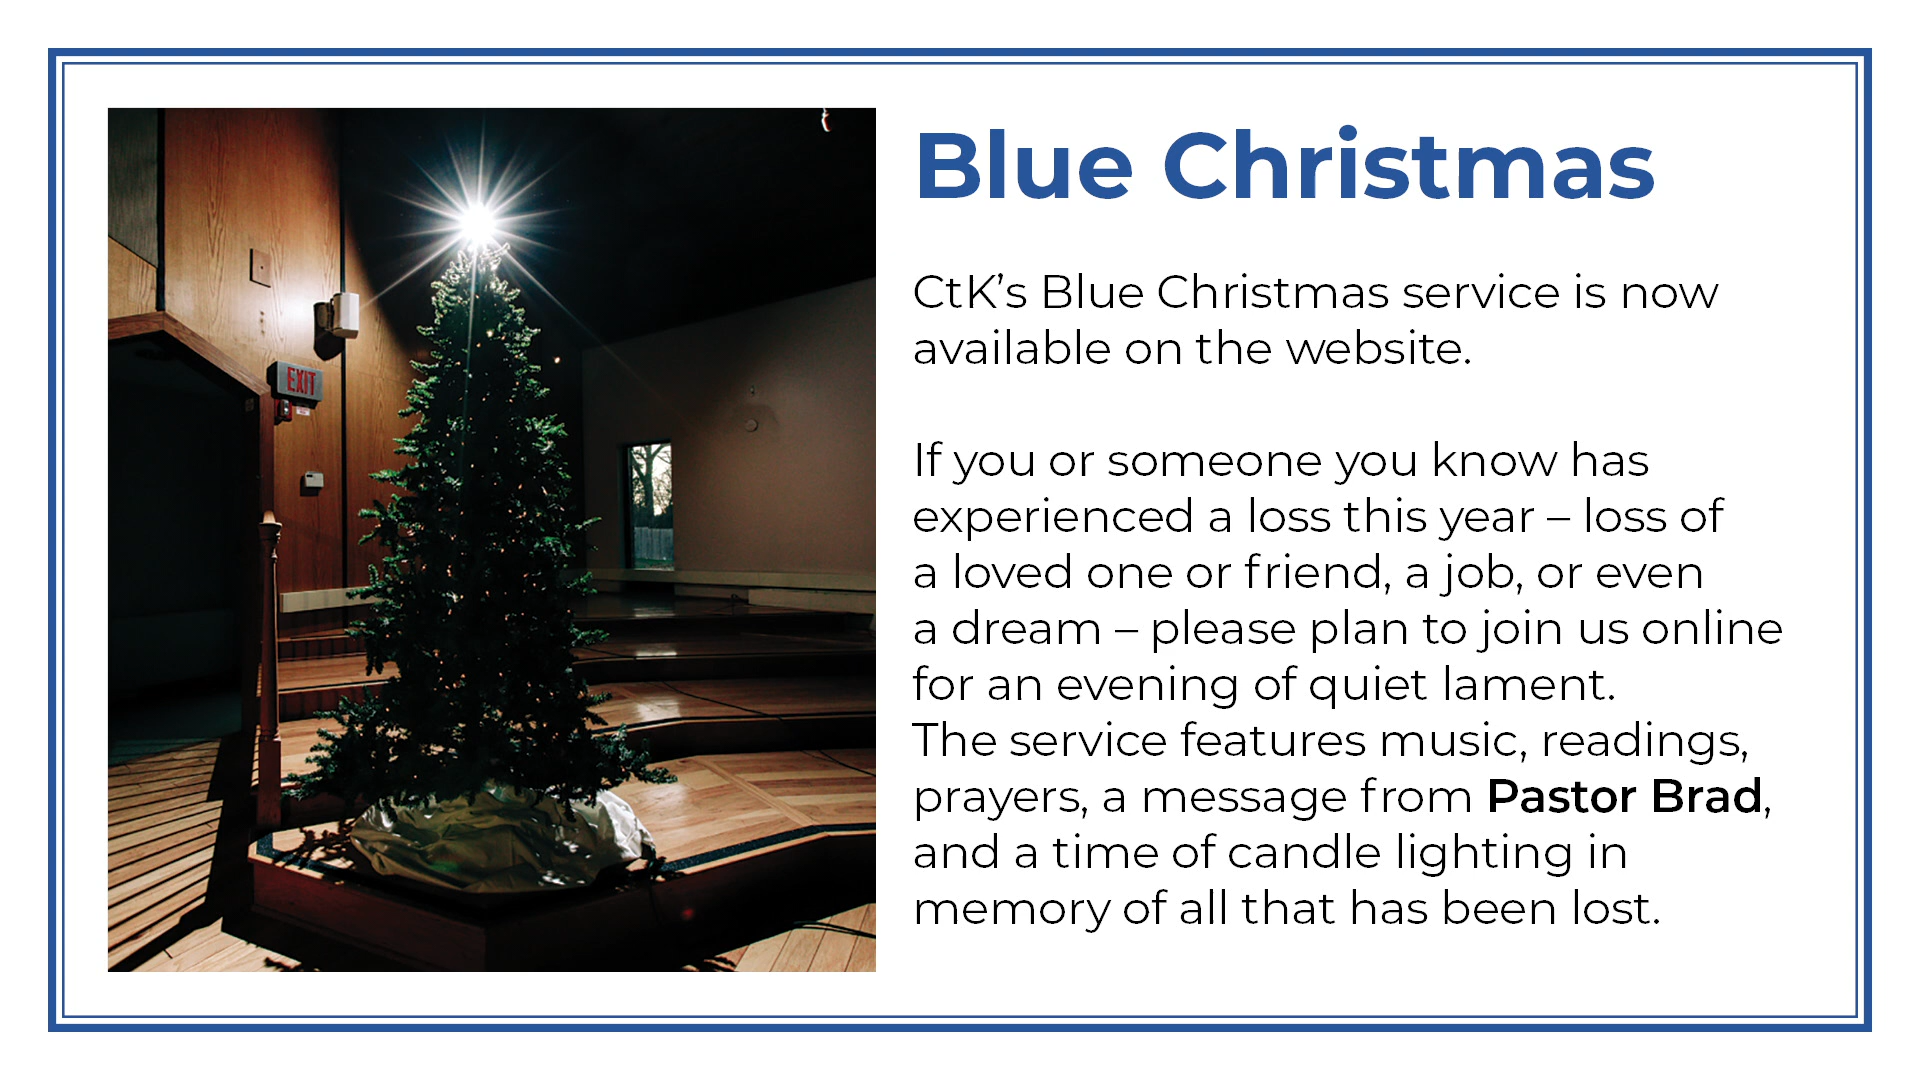 Blue Christmas
CtK’s Blue Christmas service is now
available on the website.
If you or someone you know has
experienced a loss this year – loss of
a loved one or friend, a job, or even
a dream – please plan to join us online
for an evening of quiet lament.
The service features music, readings,
prayers, a message from Pastor Brad,
and a time of candle lighting in
memory of all that has been lost.
EXIT